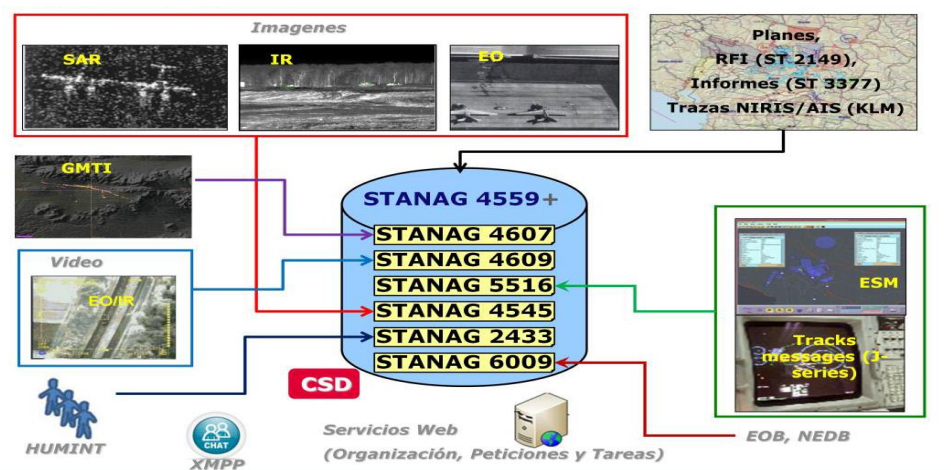 Imagenes
SAR
IR
EO
Planes,
RFI (ST 2149),
Informes (ST 3377)
Trazas NIRIS/AIS (KLM)
GMTI
STANAG 4559+
STANAG 4607
STANAG 4609
STANAG 5516
STANAG 4545
STANAG 2433
STANAG 6009
Video
EO/IR
ESM
Tracks
messages (J-
series)
CSD
HUMINT
CHAT
XMPP
Servicios Web
(Organización, Peticiones y Tareas)
EOB, NEDB